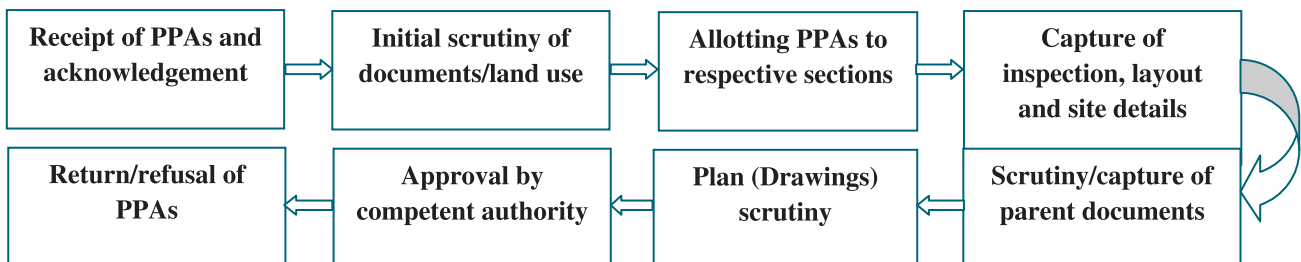 Receipt of PPAs and
acknowledgement
Initial scrutiny of
documents/land use
Allotting PPAs to
respective sections
Capture of
inspection, layout
and site details
Scrutiny/capture of
parent documents
Plan (Drawings)
scrutiny
Approval by
competent authority
Return/refusal of
PPAs